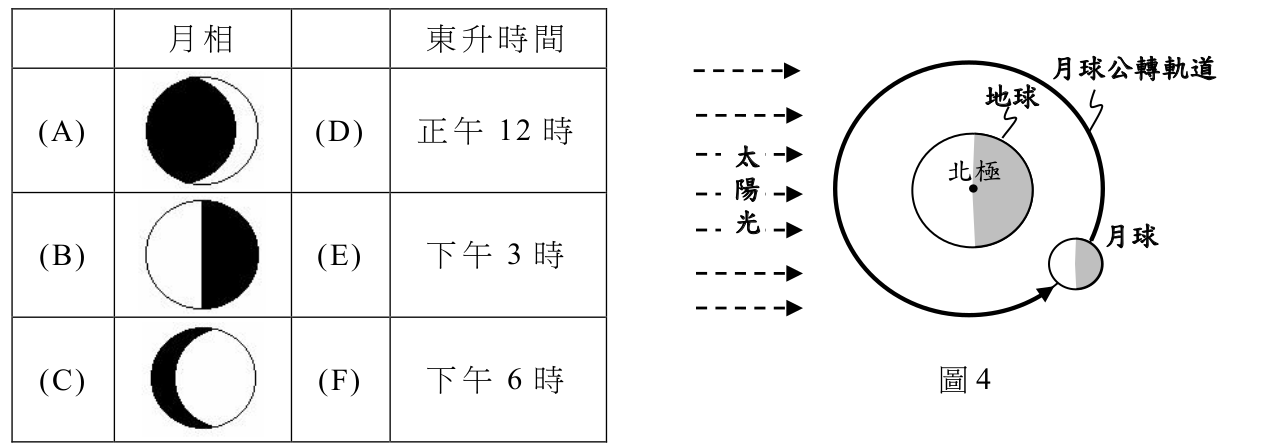 月相 東升時間
(A) (D) 正午 12 時
(B) (E) 下午 3 時
(C) (F) 下午 6 時
月球公轉軌道
地球
太陽光
北極
月球
圖 4